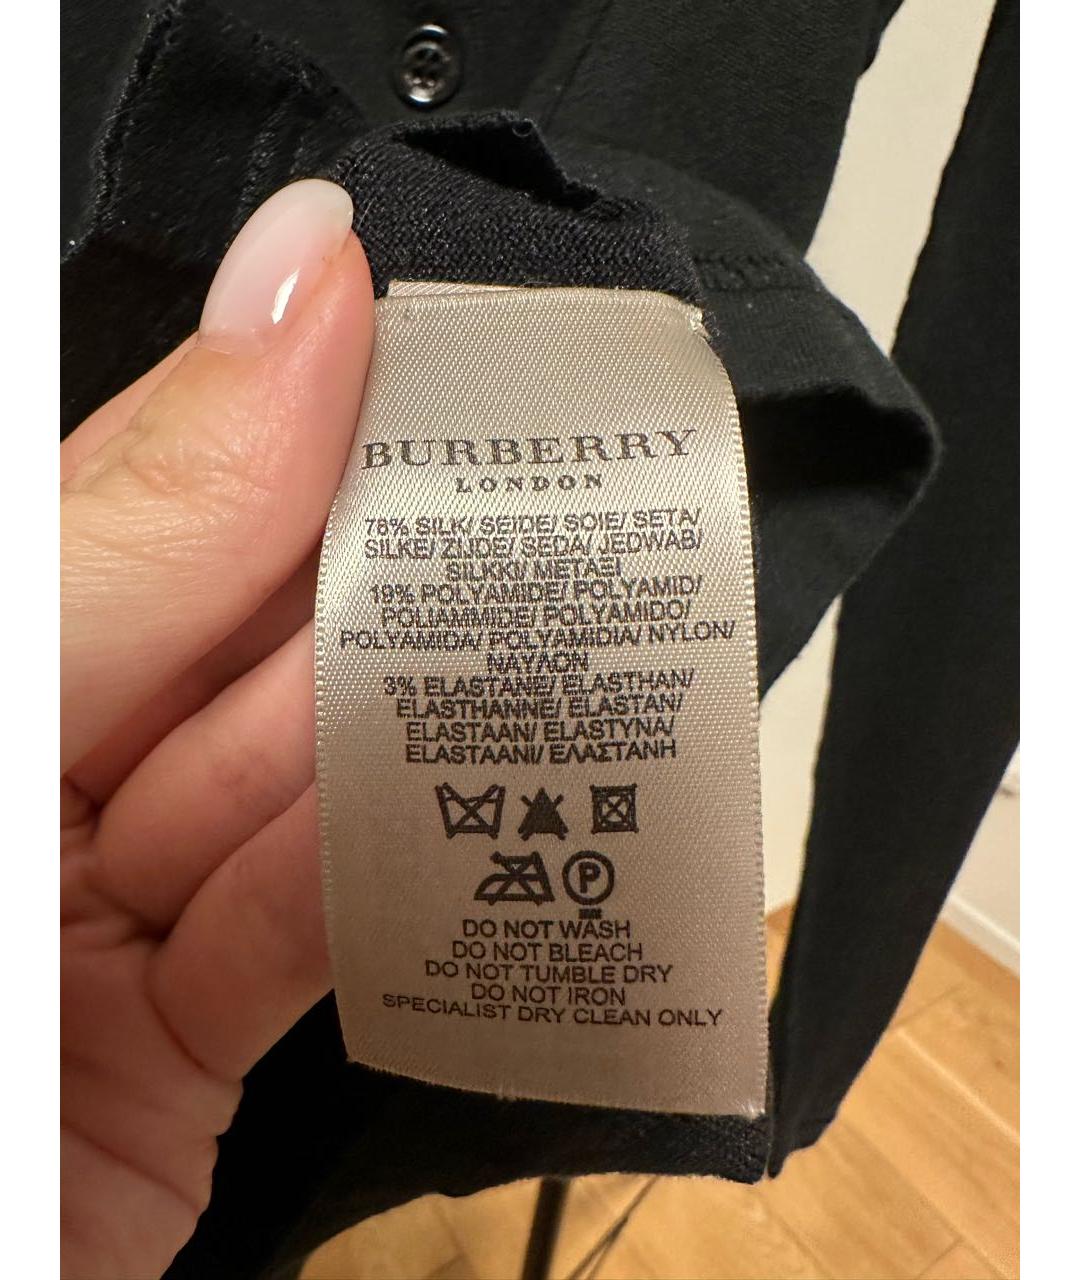 BURBERRY
LONDON
78% SILK/ SEIDE/ SOIE/ SETA/
SILKE/ ZIJDE/ SEDA/ JEDWAB/
SILKKI/ ΜΕΤΑΞΙ
19% POLYAMIDE/ POLYAMID/
POLIAMMIDE/ POLYAMIDO/
POLYAMIDA/ POLYAMIDIA/ NYLON/
ΝΑΥΛΟΝ
3% ELASTANE/ ELASTHAN/
ELASTHANNE/ ELASTAN/
ELASTAAN/ ELASTYNA/
ELASTAANI/ ΕΛΑΣΤΑΝΗ
P
DO NOT WASH
DO NOT BLEACH
DO NOT TUMBLE DRY
DO NOT IRON
SPECIALIST DRY CLEAN ONLY